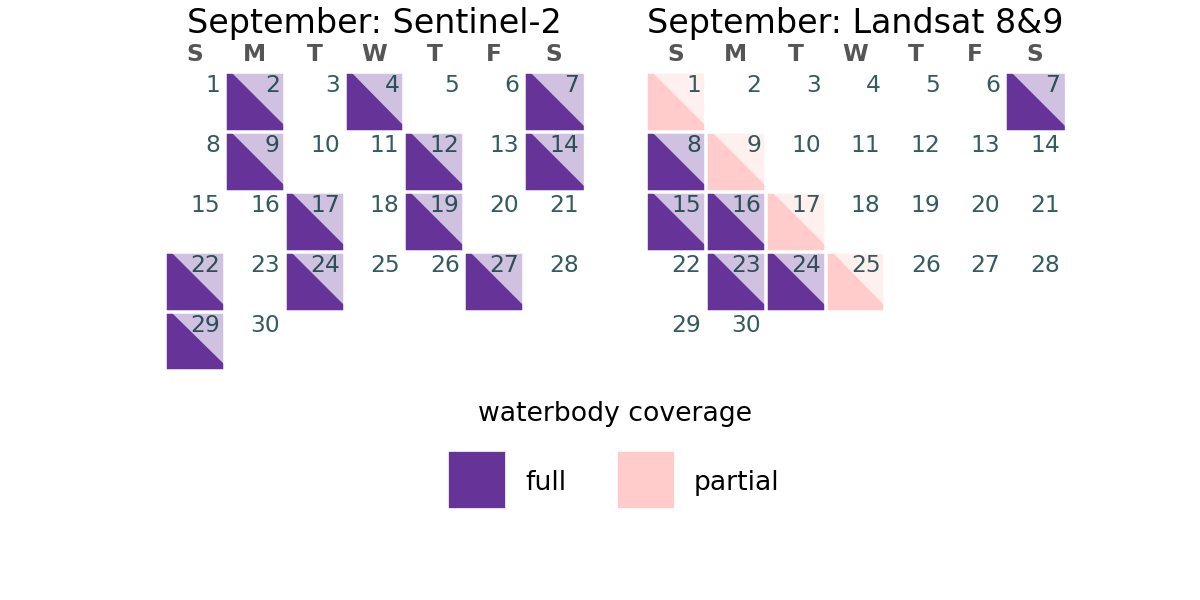 September: Sentinel-2
S M T W T F S
1 2 3 4 5 6 7
8 9 10 11 12 13 14
15 16 17 18 19 20 21
22 23 24 25 26 27 28
29 30
September: Landsat 8&9
S M T W T F S
1 2 3 4 5 6 7
8 9 10 11 12 13 14
15 16 17 18 19 20 21
22 23 24 25 26 27 28
29 30
waterbody coverage
full partial